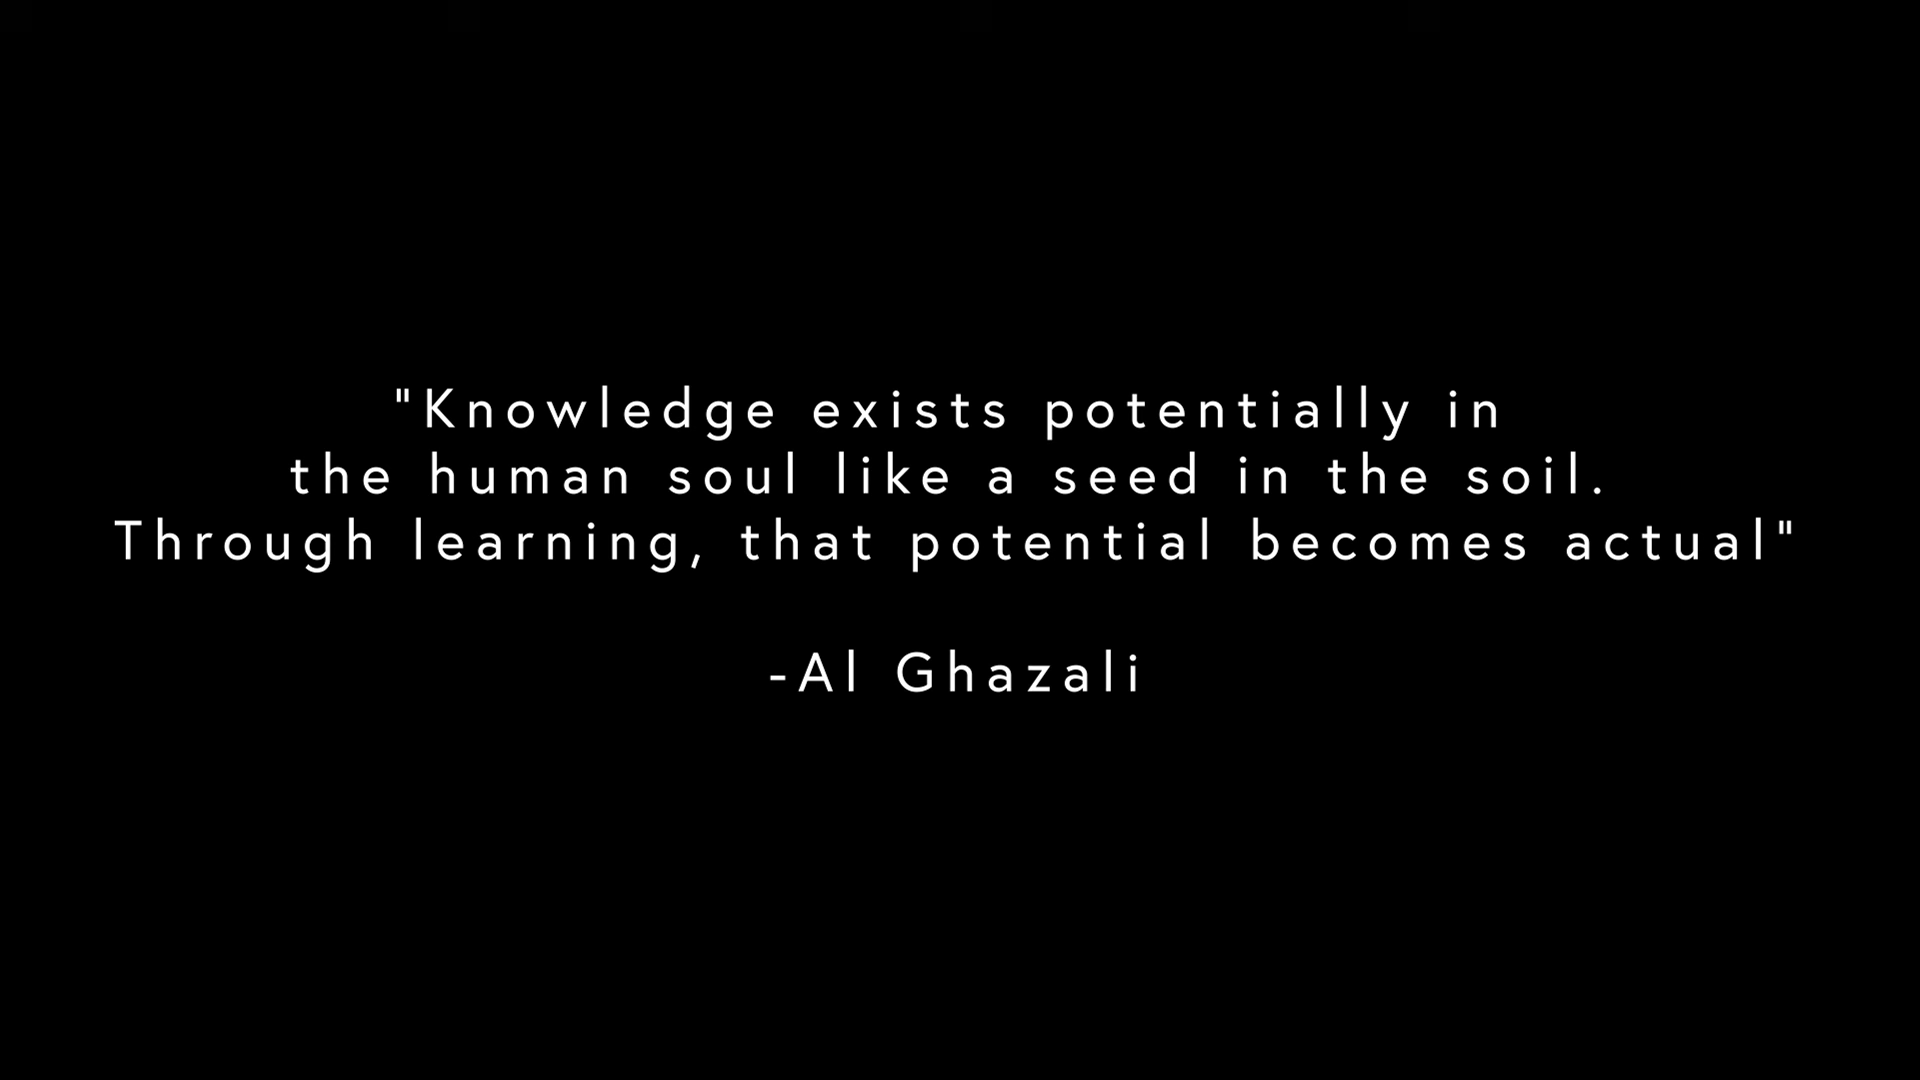 "Knowledge exists potentially in
the human soul like a seed in the soil.
Through learning, that potential becomes actual"
-Al Ghazali